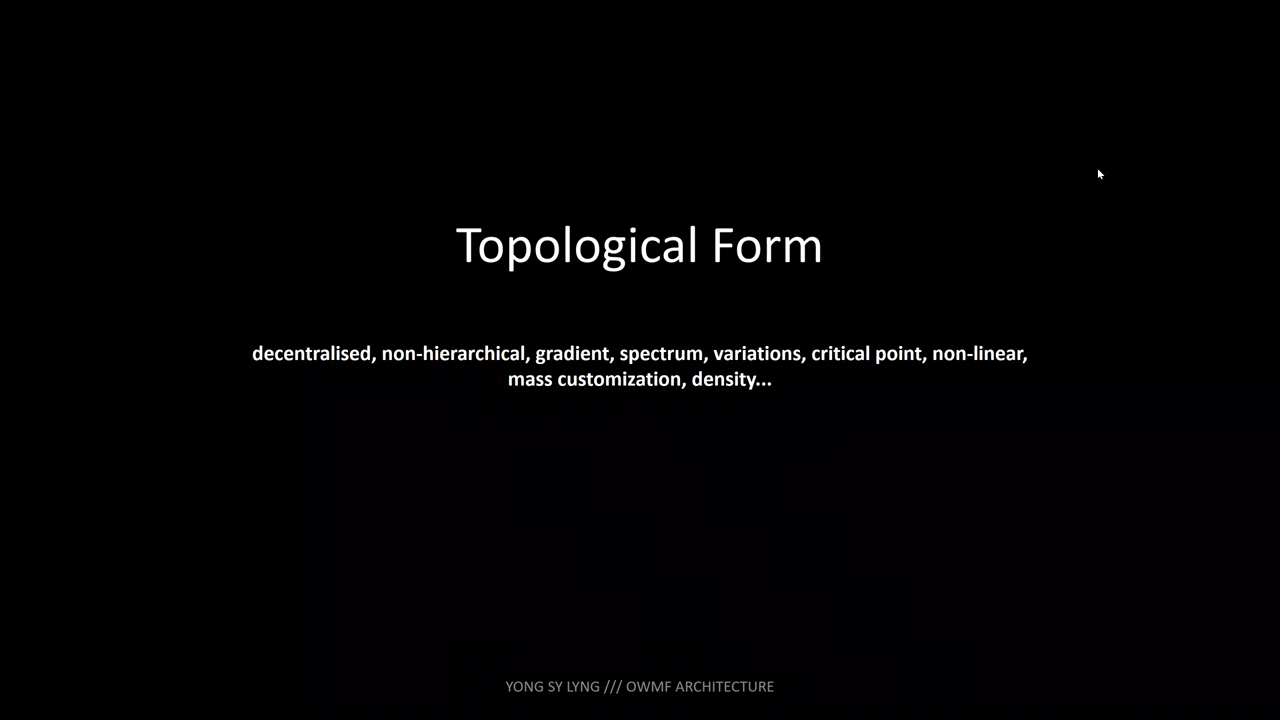 Topological Form
decentralised, non-hierarchical, gradient, spectrum, variations, critical point, non-linear,
mass customization, density...
YONG SY LYNG /// OWMF ARCHITECTURE